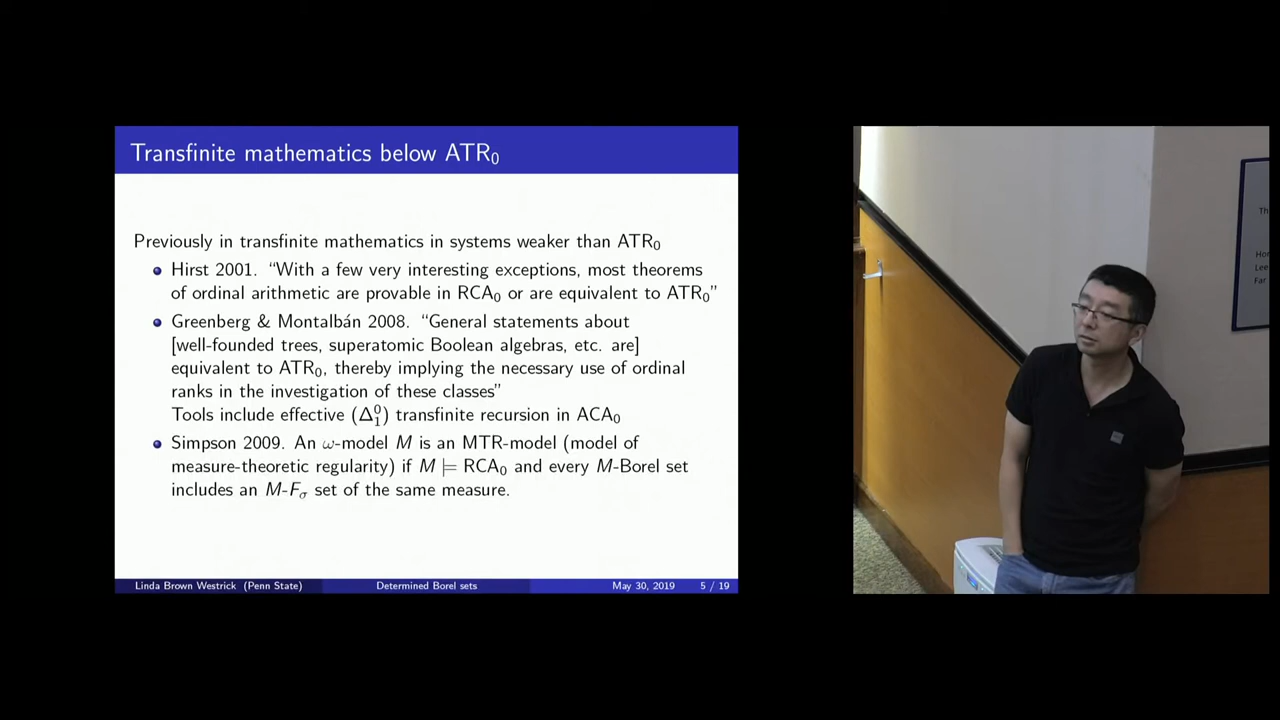 Transfinite mathematics below ATR₀
Previously in transfinite mathematics in systems weaker than ATR₀
Hirst 2001. “With a few very interesting exceptions, most theorems
of ordinal arithmetic are provable in RCA₀ or are equivalent to ATR₀”
Greenberg & Montalbán 2008. “General statements about
[well-founded trees, superatomic Boolean algebras, etc. are]
equivalent to ATR₀, thereby implying the necessary use of ordinal
ranks in the investigation of these classes”
Tools include effective (Δ⁰₁) transfinite recursion in ACA₀
Simpson 2009. An ω-model M is an MTR-model (model of
measure-theoretic regularity) if M ⊨ RCA₀ and every M-Borel set
includes an M-Fσ set of the same measure.
Linda Brown Westrick (Penn State) Determined Borel sets May 30, 2019 5 / 19
Th
Hor
Lee
Far